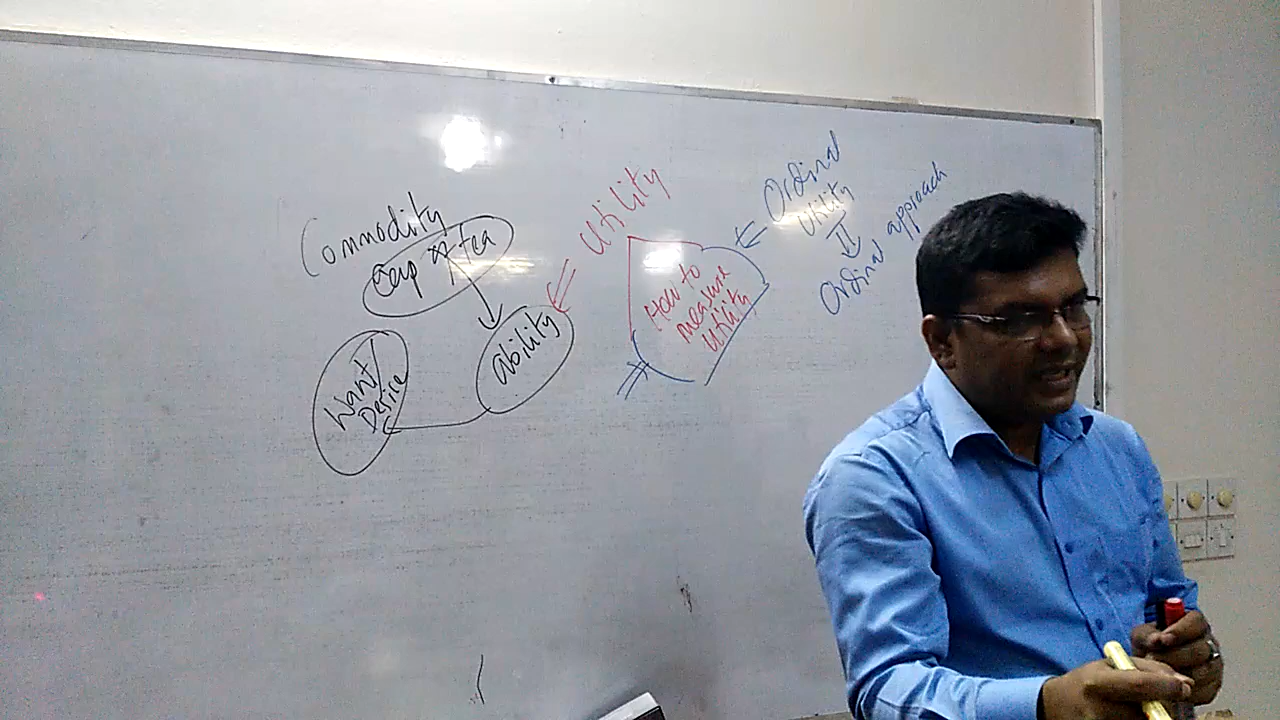 Commodity
Cup of Tea
Want/
Desire
ability
Utility
How to
measure
Utility
Ordinal
Utility
Ordinal approach